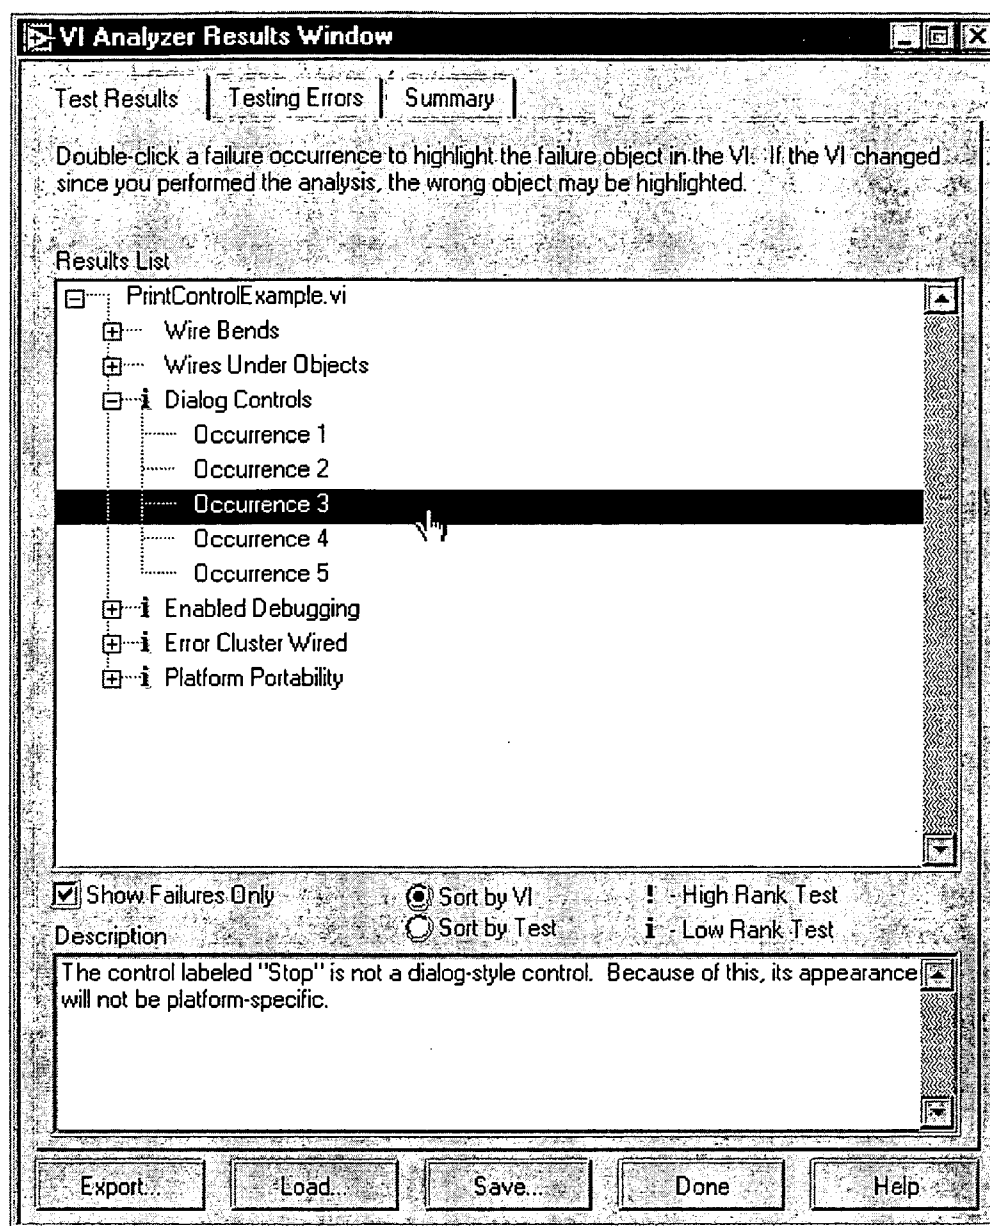 VI Analyzer Results Window
Test Results Testing Errors Summary
Double-click a failure occurrence to highlight the failure object in the VI. If the VI changed
since you performed the analysis, the wrong object may be highlighted.
Results List
PrintControlExample.vi
Wire Bends
Wires Under Objects
i Dialog Controls
Occurrence 1
Occurrence 2
Occurrence 3
Occurrence 4
Occurrence 5
i Enabled Debugging
i Error Cluster Wired
i Platform Portability
Show Failures Only Sort by VI ! - High Rank Test
Sort by Test i - Low Rank Test
Description
The control labeled "Stop" is not a dialog-style control. Because of this, its appearance
will not be platform-specific.
Export... Load... Save... Done Help